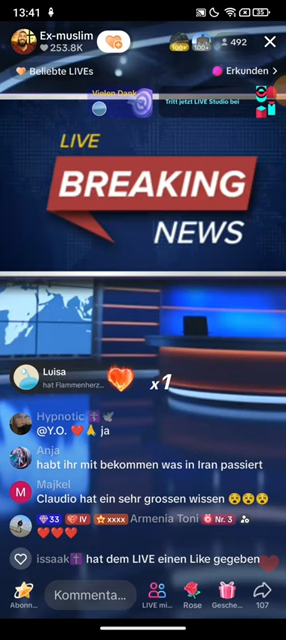 13:41
35
Ex-muslim
253.8K
100+
100+
492
Beliebte LIVEs
Erkunden
Vielen Dank
Tritt jetzt LIVE Studio bei
LIVE
BREAKING
NEWS
Luisa
hat Flammenherz...
x1
Hypnotic
@Y.O. ❤️🙏 ja
Anja
habt ihr mit bekommen was in Iran passiert
M
Majkel
Claudio hat ein sehr grossen wissen 😵😵😵
33 IV xxxx Armenia Toni Nr. 3
❤️❤️❤️
issaak✝️ hat dem LIVE einen Like gegeben
Kommenta...
Abonn...
LIVE mi...
Rose
Gesche...
107